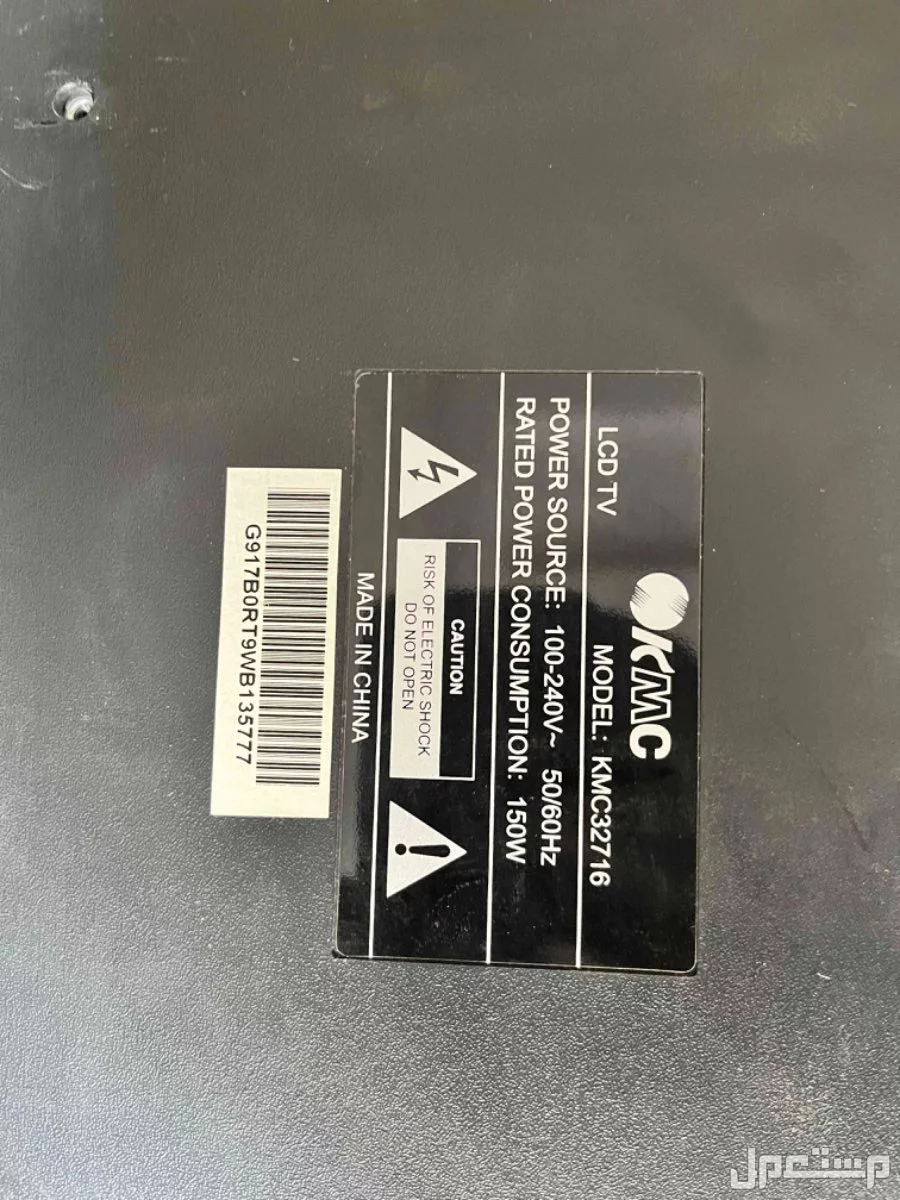 KMC
LCD TV MODEL: KMC32716
POWER SOURCE: 100-240V~ 50/60Hz
RATED POWER CONSUMPTION: 150W
CAUTION
RISK OF ELECTRIC SHOCK
DO NOT OPEN
MADE IN CHINA
G917B0RT9WB135777
مستعمل